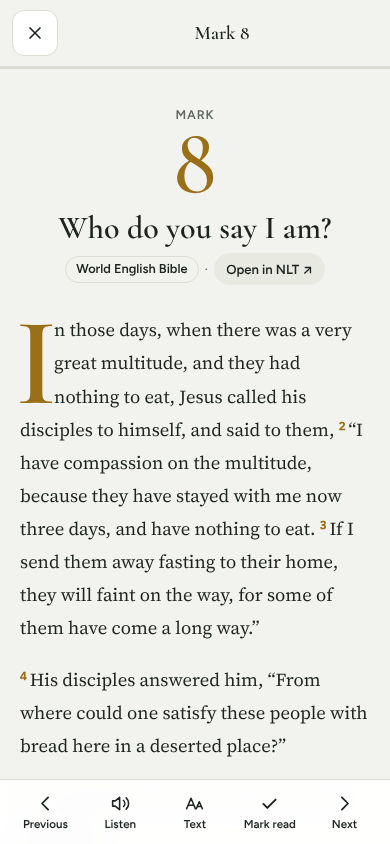 Mark 8
MARK
8
Who do you say I am?
World English Bible · Open in NLT ↗
In those days, when there was a very
great multitude, and they had
nothing to eat, Jesus called his
disciples to himself, and said to them, 2 “I
have compassion on the multitude,
because they have stayed with me now
three days, and have nothing to eat. 3 If I
send them away fasting to their home,
they will faint on the way, for some of
them have come a long way.”
4 His disciples answered him, “From
where could one satisfy these people with
bread here in a deserted place?”
Previous Listen Text Mark read Next